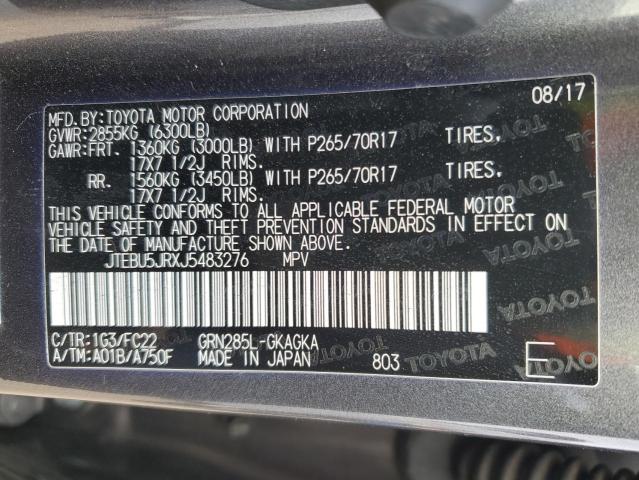 MFD.BY:TOYOTA MOTOR CORPORATION 08/17
GVWR:2855KG (6300LB)
GAWR:FRT. 1360KG (3000LB) WITH P265/70R17 TIRES.
17X7 1/2J RIMS.
RR. 1560KG (3450LB) WITH P265/70R17 TIRES.
17X7 1/2J RIMS.
THIS VEHICLE CONFORMS TO ALL APPLICABLE FEDERAL MOTOR
VEHICLE SAFETY AND THEFT PREVENTION STANDARDS IN EFFECT ON
THE DATE OF MANUFACTURE SHOWN ABOVE.
JTEBU5JRXJ5483276 MPV
C/TR:1G3/FC22 GRN285L-GKAGKA
A/TM:A01B/A750F MADE IN JAPAN 803 E
TOYOTA
TOYOTA
TOYOTA